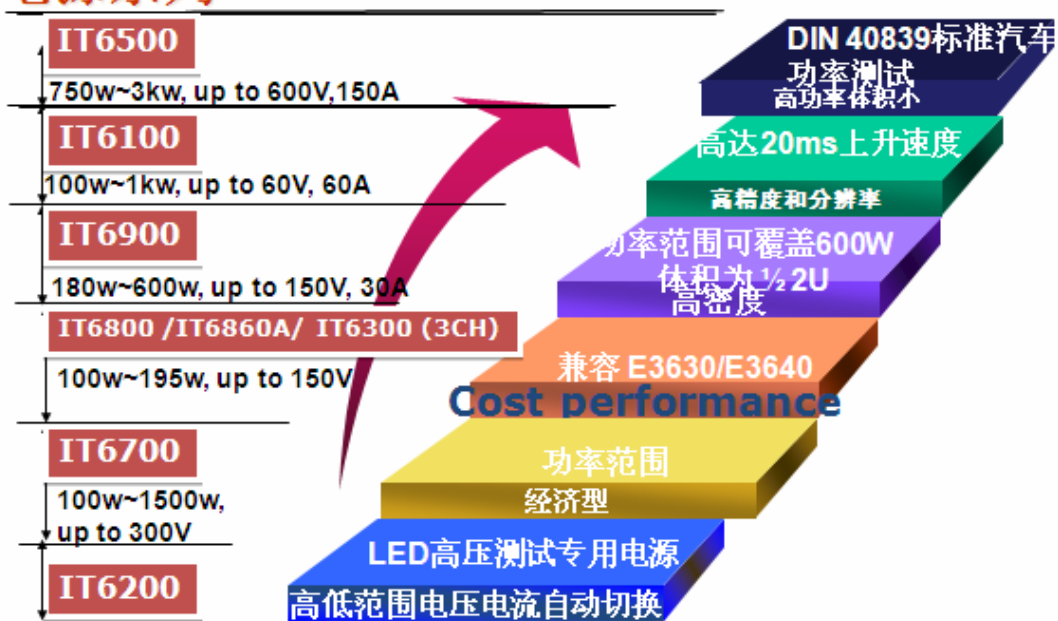 IT6500
750w~3kw, up to 600V,150A
IT6100
100w~1kw, up to 60V, 60A
IT6900
180w~600w, up to 150V, 30A
IT6800 /IT6860A/ IT6300 (3CH)
100w~195w, up to 150V
IT6700
100w~1500w,
up to 300V
IT6200
DIN 40839标准汽车
功率测试
高功率体积小
高达20ms上升速度
高精度和分辨率
功率范围可覆盖600W
体积为 ½ 2U
高密度
兼容 E3630/E3640
Cost performance
功率范围
经济型
LED高压测试专用电源
高低范围电压电流自动切换